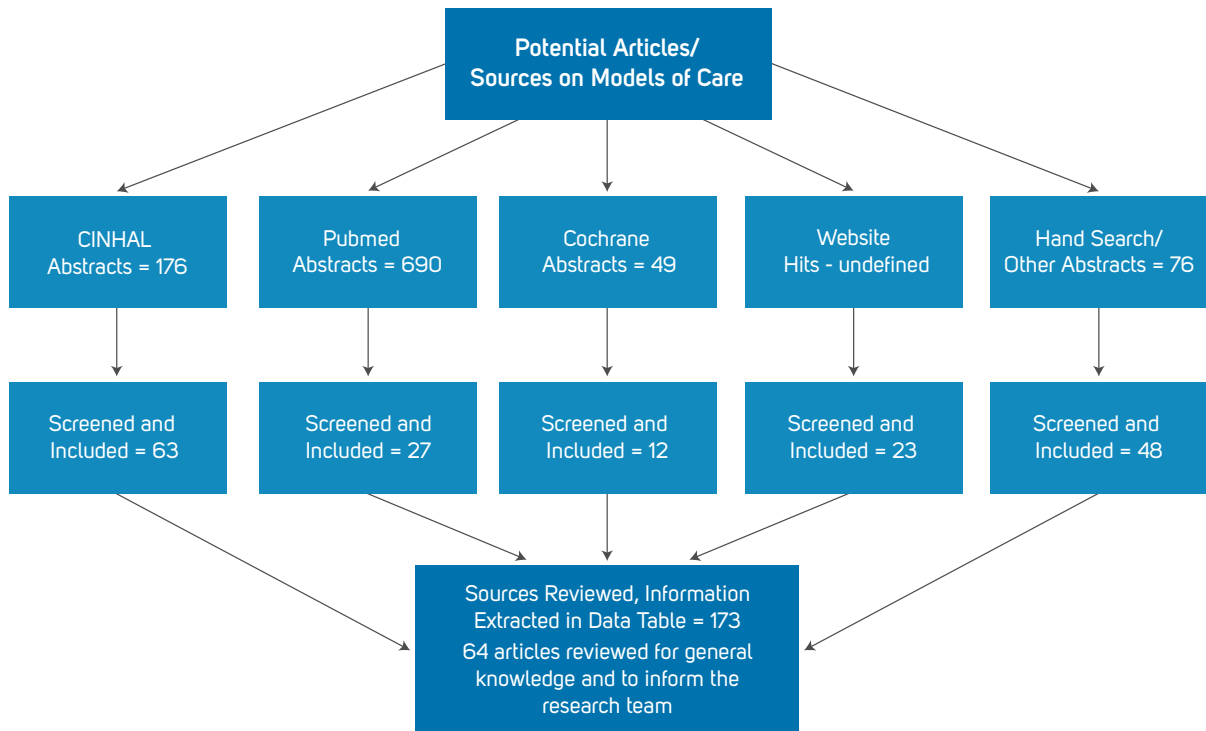 Potential Articles/
Sources on Models of Care
CINHAL
Abstracts = 176
Pubmed
Abstracts = 690
Cochrane
Abstracts = 49
Website
Hits - undefined
Hand Search/
Other Abstracts = 76
Screened and
Included = 63
Screened and
Included = 27
Screened and
Included = 12
Screened and
Included = 23
Screened and
Included = 48
Sources Reviewed, Information
Extracted in Data Table = 173
64 articles reviewed for general
knowledge and to inform the
research team